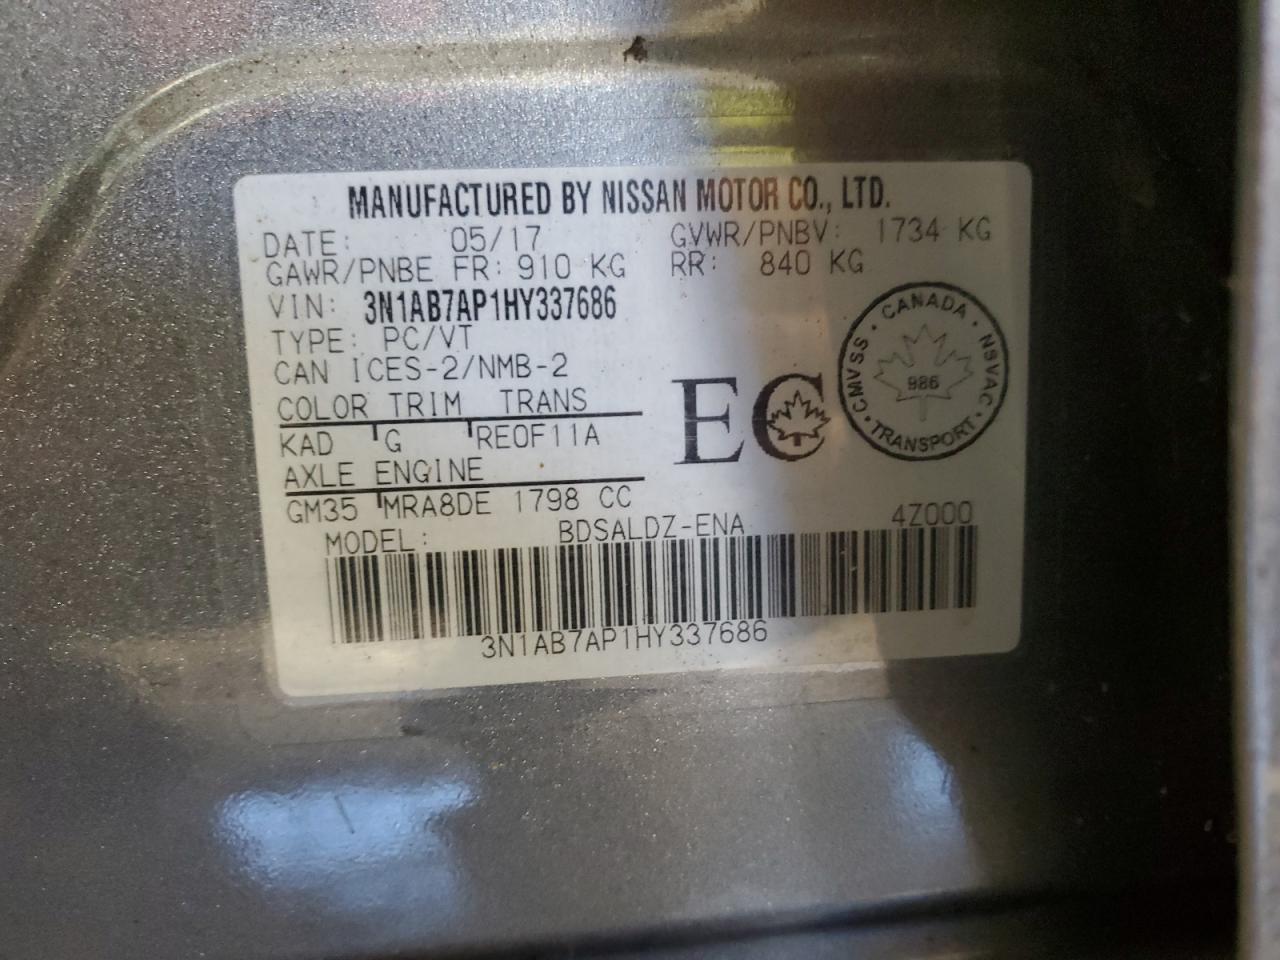 MANUFACTURED BY NISSAN MOTOR CO., LTD.
DATE: 05/17 GVWR/PNBV: 1734 KG
GAWR/PNBE FR: 910 KG RR: 840 KG
VIN: 3N1AB7AP1HY337686
TYPE: PC/VT
CAN ICES-2/NMB-2
COLOR TRIM TRANS
KAD G RE0F11A
AXLE ENGINE
GM35 MRA8DE 1798 CC
EC
CANADA · NSVAC · TRANSPORT · CMVSS ·
986
MODEL: BDSALDZ-ENA 4Z000
3N1AB7AP1HY337686